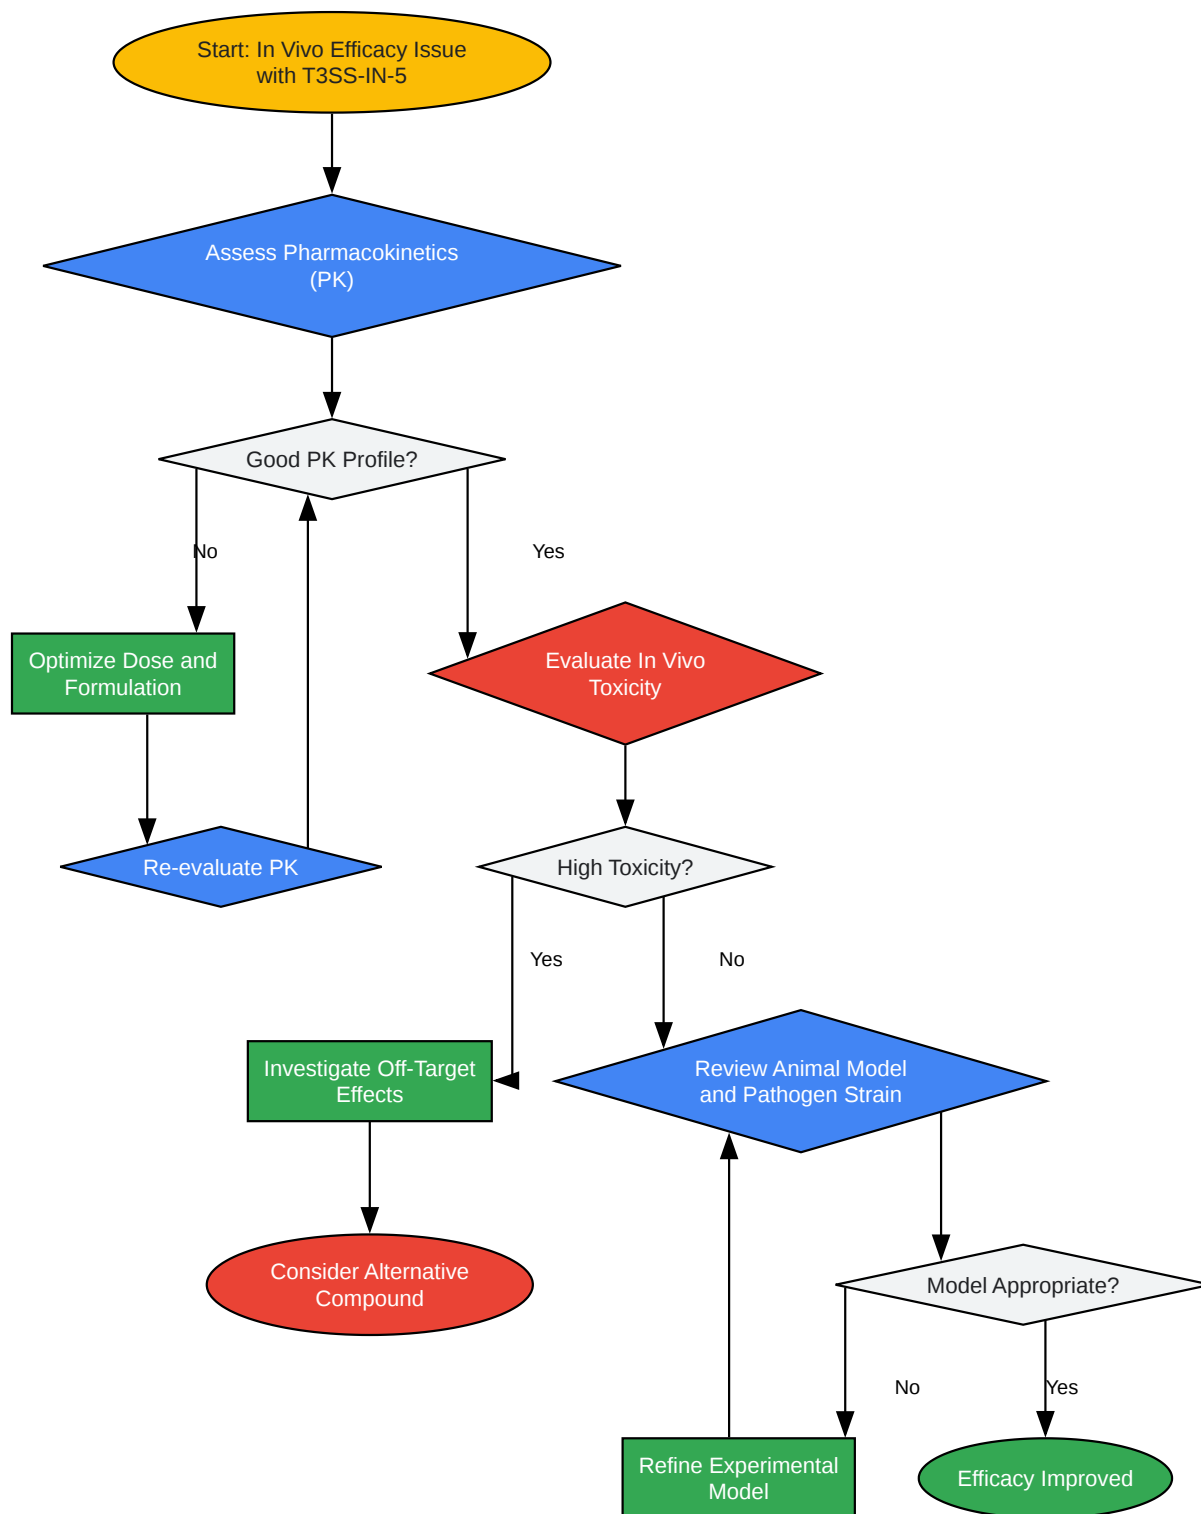 Start: In Vivo Efficacy Issue
with T3SS-IN-5
Assess Pharmacokinetics
(PK)
Good PK Profile?
No
Yes
Optimize Dose and
Formulation
Evaluate In Vivo
Toxicity
Re-evaluate PK
High Toxicity?
Yes
No
Investigate Off-Target
Effects
Review Animal Model
and Pathogen Strain
Consider Alternative
Compound
Model Appropriate?
No
Yes
Refine Experimental
Model
Efficacy Improved